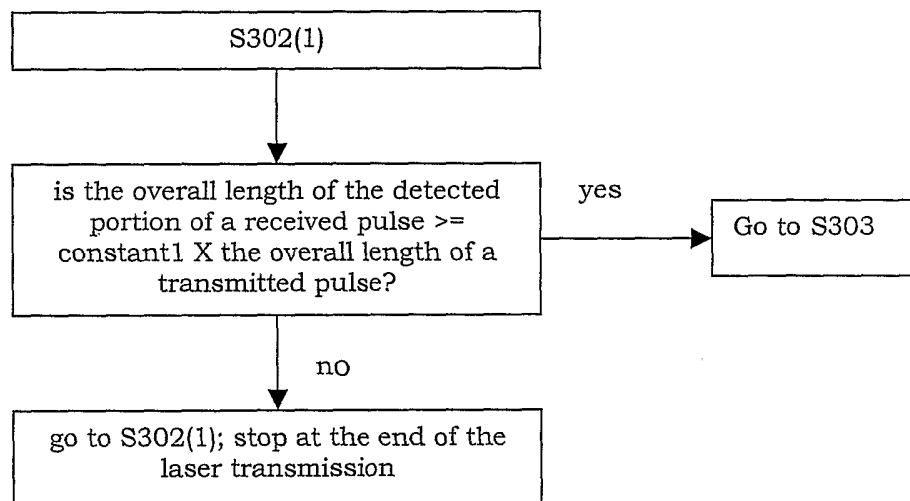 S302(1)
is the overall length of the detected
portion of a received pulse >=
constant1 X the overall length of a
transmitted pulse?
yes
Go to S303
no
go to S302(1); stop at the end of the
laser transmission